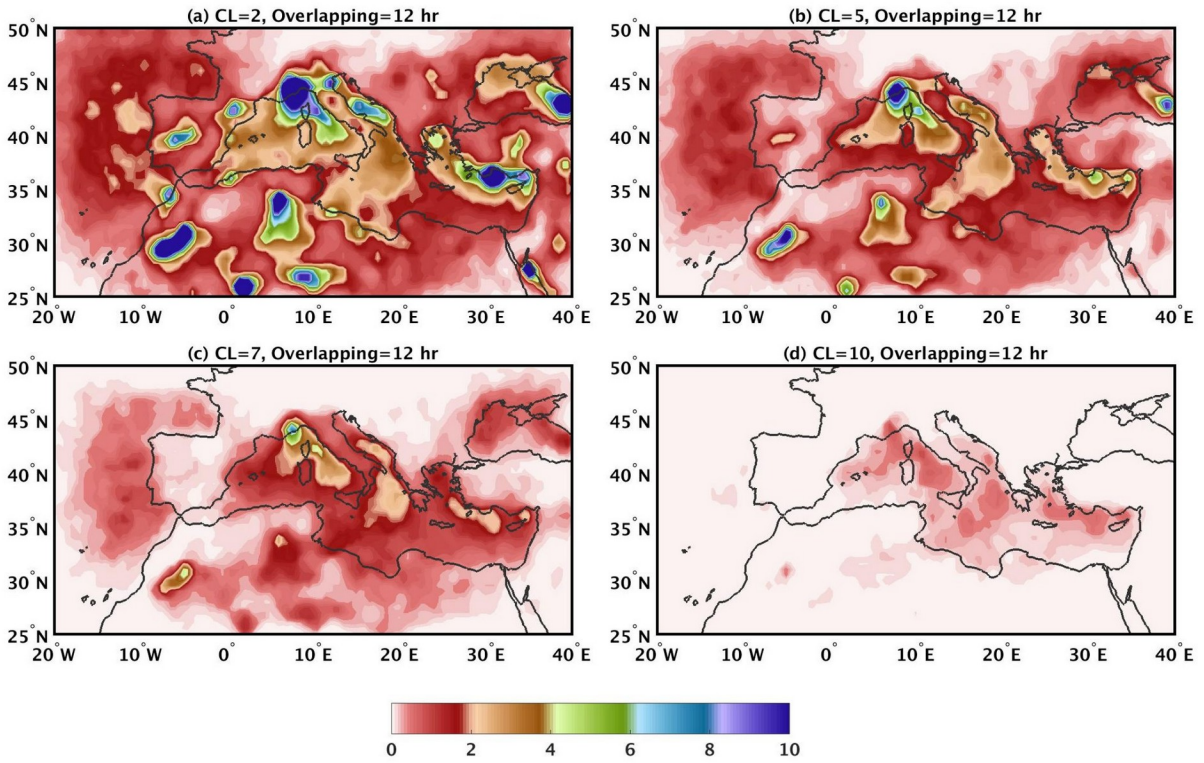 (a) CL=2, Overlapping=12 hr
(b) CL=5, Overlapping=12 hr
50°N
45°N
40°N
35°N
30°N
25°N
20°W 10°W 0° 10°E 20°E 30°E 40°E
50°N
45°N
40°N
35°N
30°N
25°N
20°W 10°W 0° 10°E 20°E 30°E 40°E
(c) CL=7, Overlapping=12 hr
(d) CL=10, Overlapping=12 hr
50°N
45°N
40°N
35°N
30°N
25°N
20°W 10°W 0° 10°E 20°E 30°E 40°E
50°N
45°N
40°N
35°N
30°N
25°N
20°W 10°W 0° 10°E 20°E 30°E 40°E
0 2 4 6 8 10